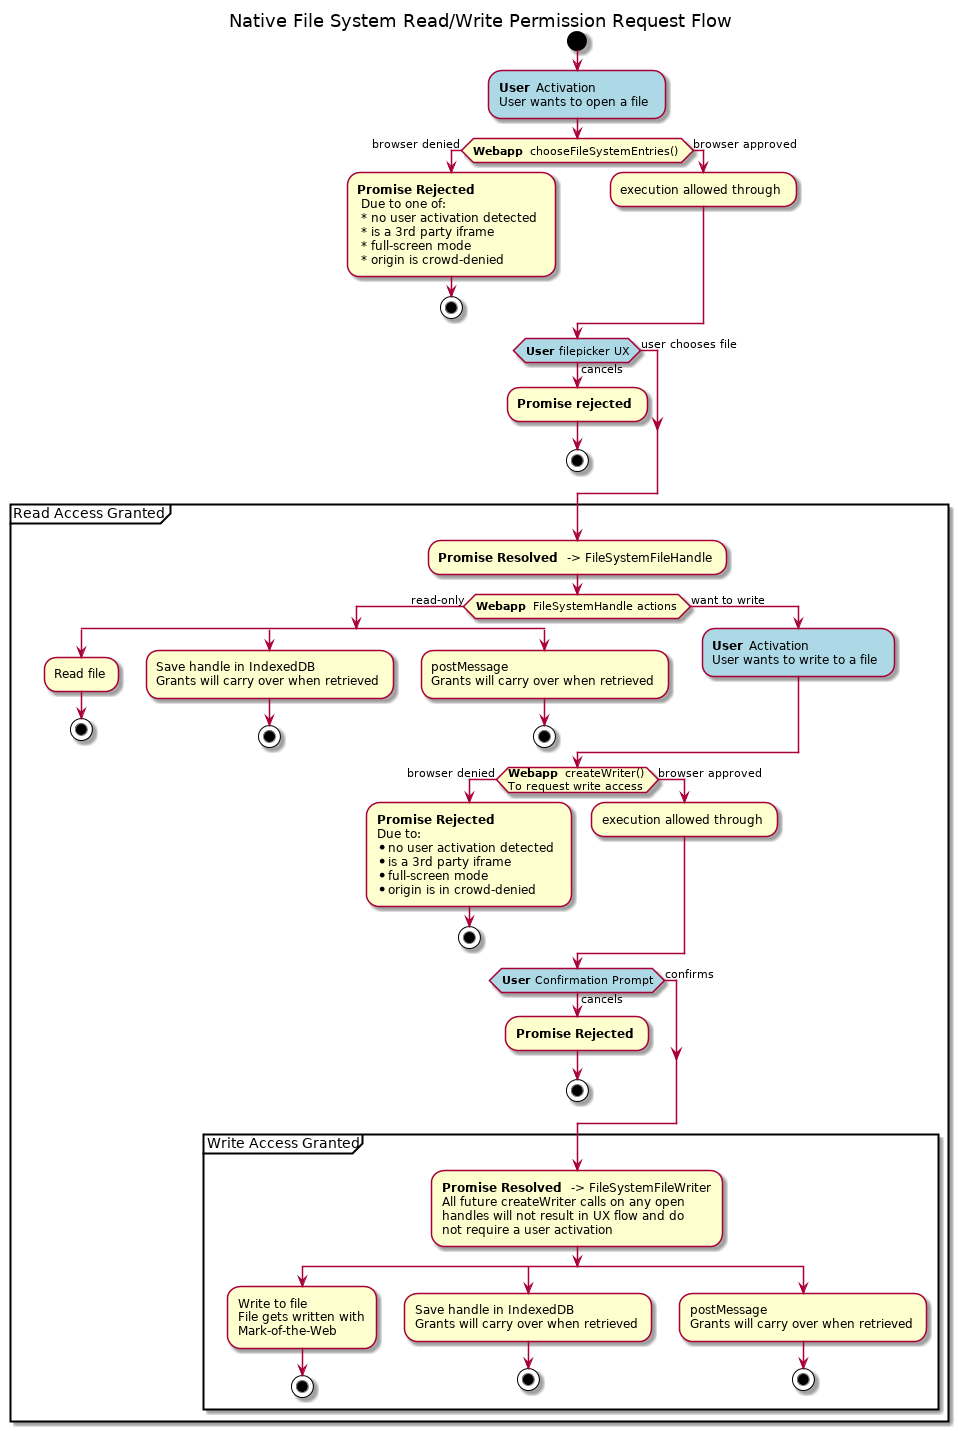 Native File System Read/Write Permission Request Flow
User Activation
User wants to open a file
browser denied
Webapp chooseFileSystemEntries()
browser approved
Promise Rejected
Due to one of:
* no user activation detected
* is a 3rd party iframe
* full-screen mode
* origin is crowd-denied
execution allowed through
User filepicker UX
user chooses file
cancels
Promise rejected
Read Access Granted
Promise Resolved -> FileSystemFileHandle
read-only
Webapp FileSystemHandle actions
want to write
Read file
Save handle in IndexedDB
Grants will carry over when retrieved
postMessage
Grants will carry over when retrieved
User Activation
User wants to write to a file
browser denied
Webapp createWriter()
To request write access
browser approved
Promise Rejected
Due to:
• no user activation detected
• is a 3rd party iframe
• full-screen mode
• origin is in crowd-denied
execution allowed through
User Confirmation Prompt
confirms
cancels
Promise Rejected
Write Access Granted
Promise Resolved -> FileSystemFileWriter
All future createWriter calls on any open
handles will not result in UX flow and do
not require a user activation
Write to file
File gets written with
Mark-of-the-Web
Save handle in IndexedDB
Grants will carry over when retrieved
postMessage
Grants will carry over when retrieved